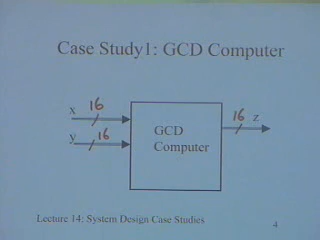 Case Study1: GCD Computer
x 16
16 z
y 16
GCD
Computer
Lecture 14: System Design Case Studies
4